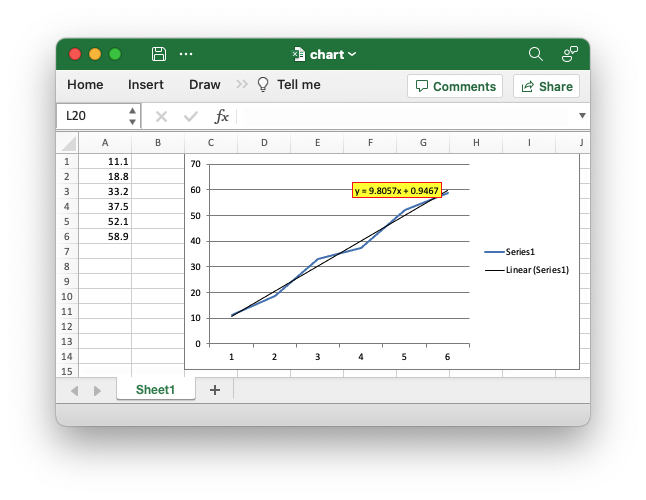 chart
Home Insert Draw Tell me Comments Share
L20 fx
A B C D E F G H I J
1 11.1
2 18.8
3 33.2
4 37.5
5 52.1
6 58.9
7
8
9
10
11
12
13
14
15
70
60
50
40
30
20
10
0
y = 9.8057x + 0.9467
1 2 3 4 5 6
Series1
Linear (Series1)
Sheet1 +